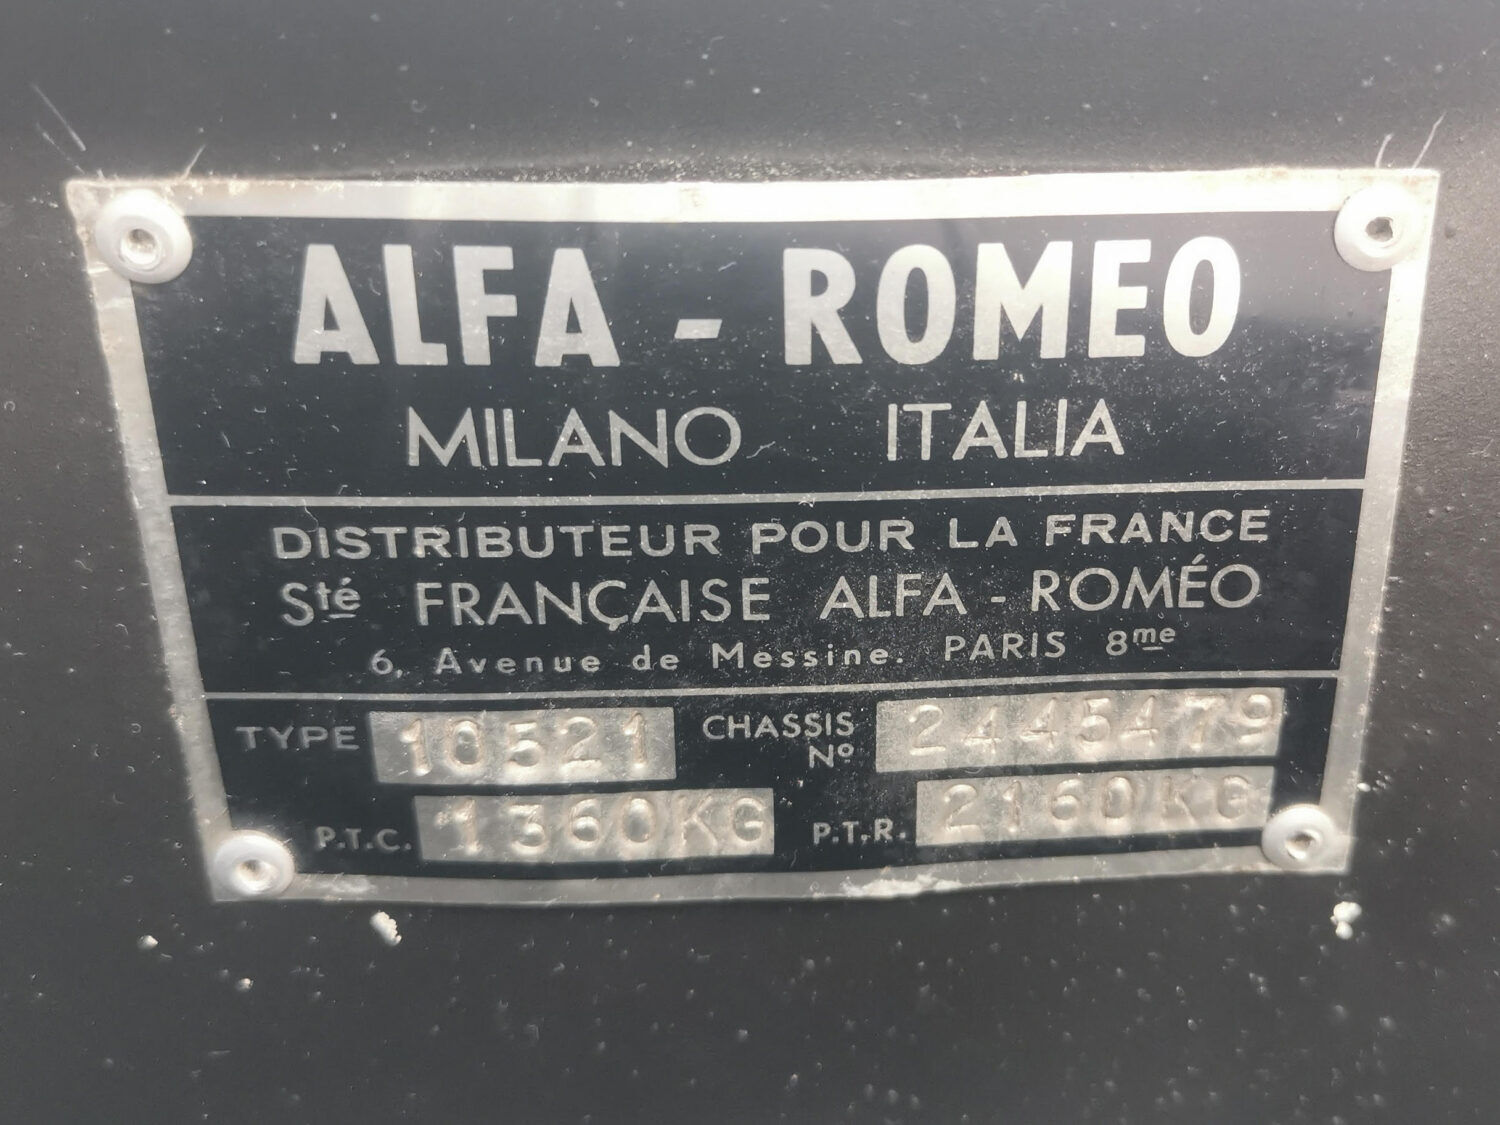 ALFA - ROMEO
MILANO ITALIA
DISTRIBUTEUR POUR LA FRANCE
Sté FRANÇAISE ALFA - ROMÉO
6, Avenue de Messine. PARIS 8me
TYPE 10521 CHASSIS Nº 2445479
P.T.C. 1360KG P.T.R. 2160KG